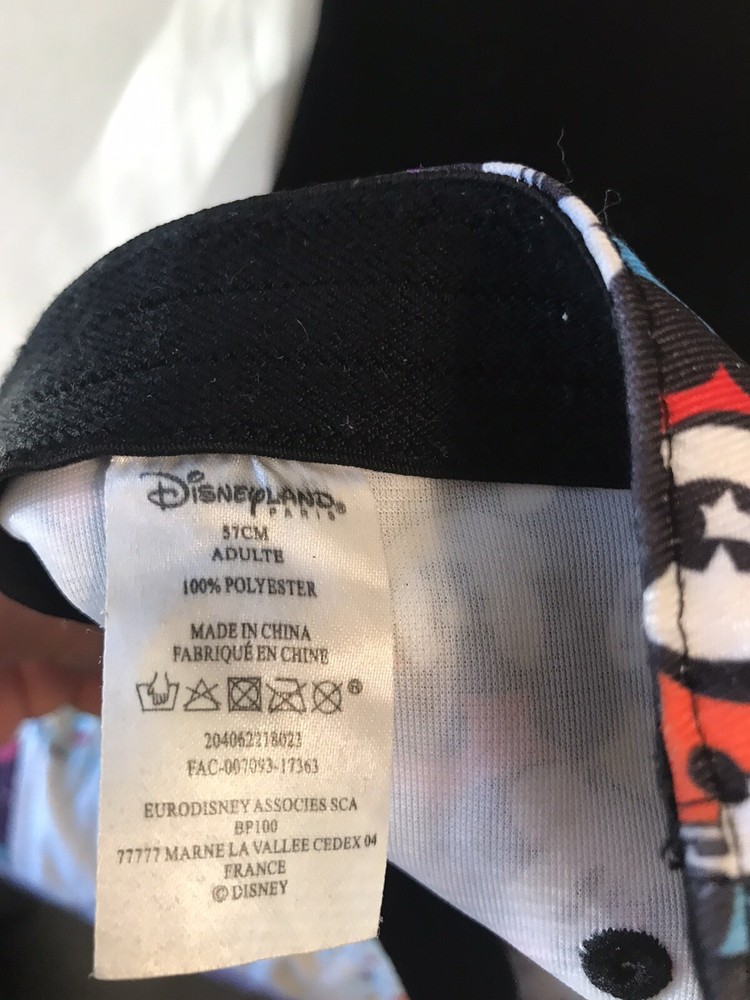 DISNEYLAND®
PARIS
57CM
ADULTE
100% POLYESTER
MADE IN CHINA
FABRIQUÉ EN CHINE
®
204062218023
FAC-007093-17363
EURODISNEY ASSOCIES SCA
BP100
77777 MARNE LA VALLEE CEDEX 04
FRANCE
© DISNEY